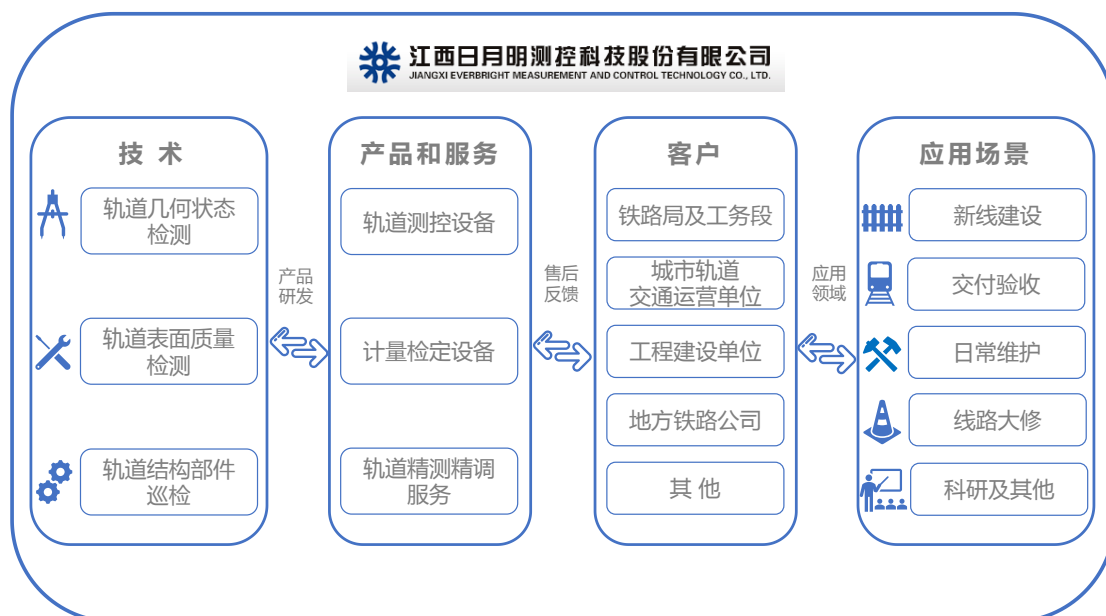 江西日月明测控科技股份有限公司
JIANGXI EVERBRIGHT MEASUREMENT AND CONTROL TECHNOLOGY CO., LTD.
技 术
轨道几何状态
检测
轨道表面质量
检测
轨道结构部件
巡检
产品
研发
产品和服务
轨道测控设备
计量检定设备
轨道精测精调
服务
售后
反馈
客户
铁路局及工务段
城市轨道
交通运营单位
工程建设单位
地方铁路公司
其 他
应用
领域
应用场景
新线建设
交付验收
日常维护
线路大修
科研及其他